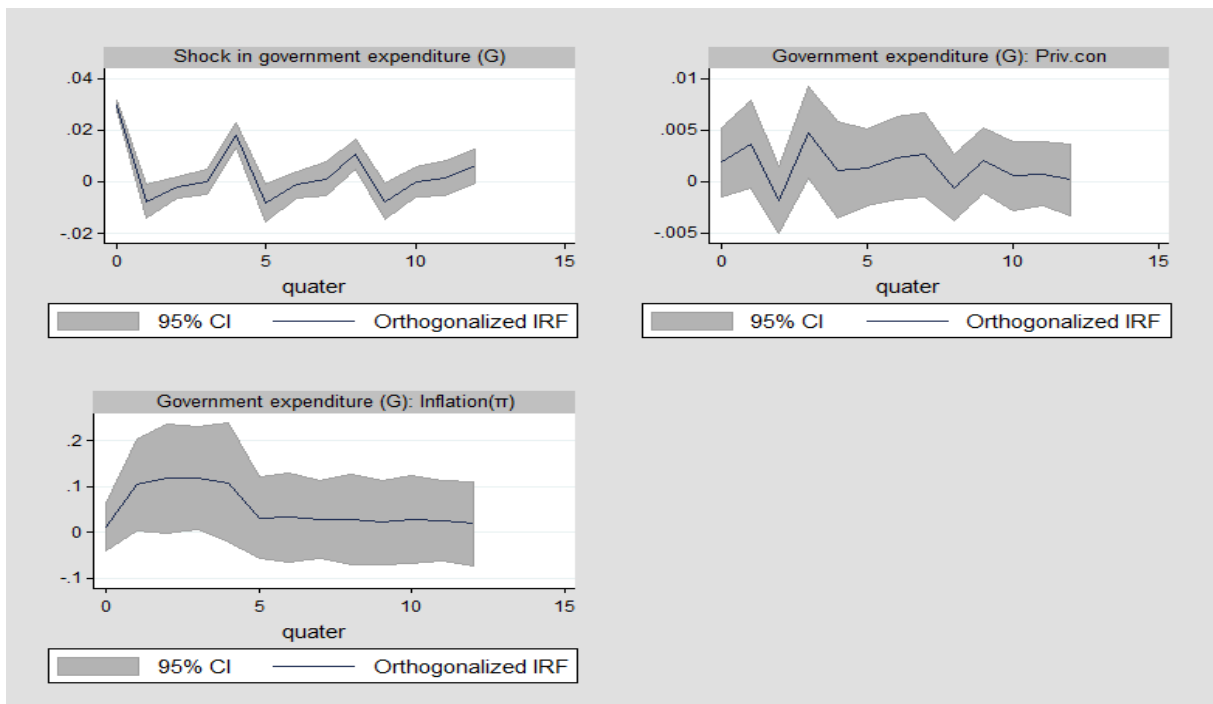 Shock in government expenditure (G)
.04
.02
0
-.02
0 5 10 15
quater
95% CI Orthogonalized IRF
Government expenditure (G): Priv.con
.01
.005
0
-.005
0 5 10 15
quater
95% CI Orthogonalized IRF
Government expenditure (G): Inflation(π)
.2
.1
0
-.1
0 5 10 15
quater
95% CI Orthogonalized IRF